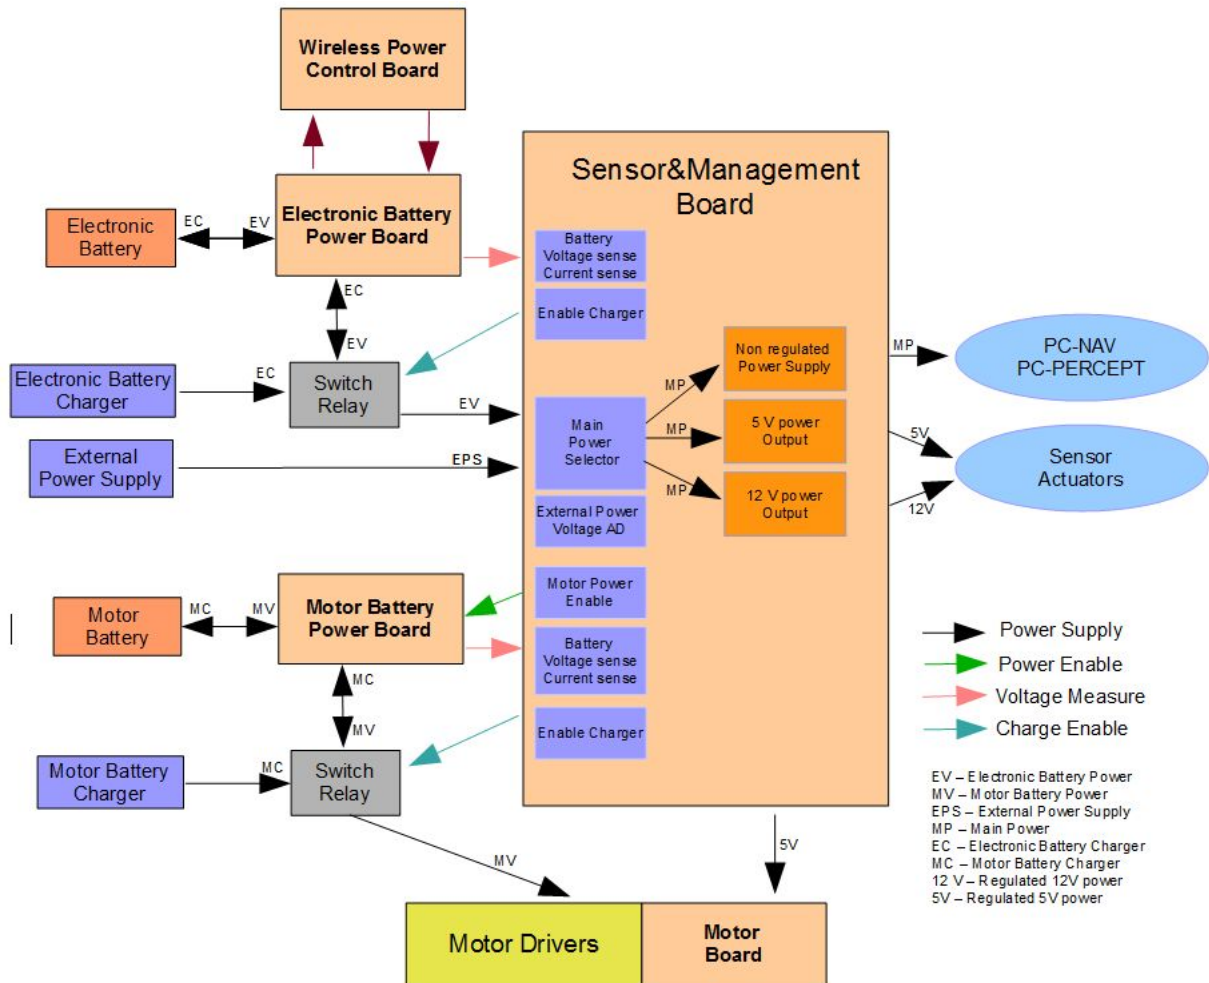 Wireless Power
Control Board
Sensor&Management
Board
Electronic Battery
Power Board
Electronic
Battery
EC
EV
Battery
Voltage sense
Current sense
EC
EV
Enable Charger
Electronic Battery
Charger
EC
Switch
Relay
EV
External
Power Supply
EPS
Main
Power
Selector
MP
MP
MP
Non regulated
Power Supply
5 V power
Output
12 V power
Output
MP
PC-NAV
PC-PERCEPT
5V
12V
Sensor
Actuators
External Power
Voltage AD
Motor Power
Enable
Motor
Battery
MC
MV
Motor Battery
Power Board
Battery
Voltage sense
Current sense
MC
MV
Enable Charger
Motor Battery
Charger
MC
Switch
Relay
MV
5V
Motor Drivers
Motor
Board
Power Supply
Power Enable
Voltage Measure
Charge Enable
EV – Electronic Battery Power
MV – Motor Battery Power
EPS – External Power Supply
MP – Main Power
EC – Electronic Battery Charger
MC – Motor Battery Charger
12 V – Regulated 12V power
5V – Regulated 5V power